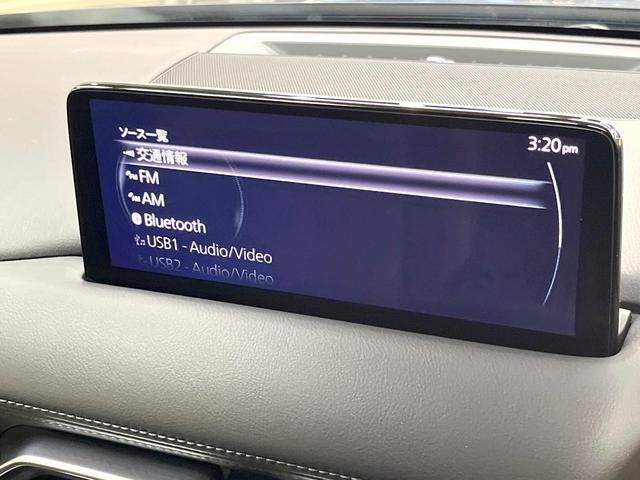 ソース一覧
3:20pm
交通情報
FM
AM
Bluetooth
USB1 - Audio/Video
USB2 - Audio/Video